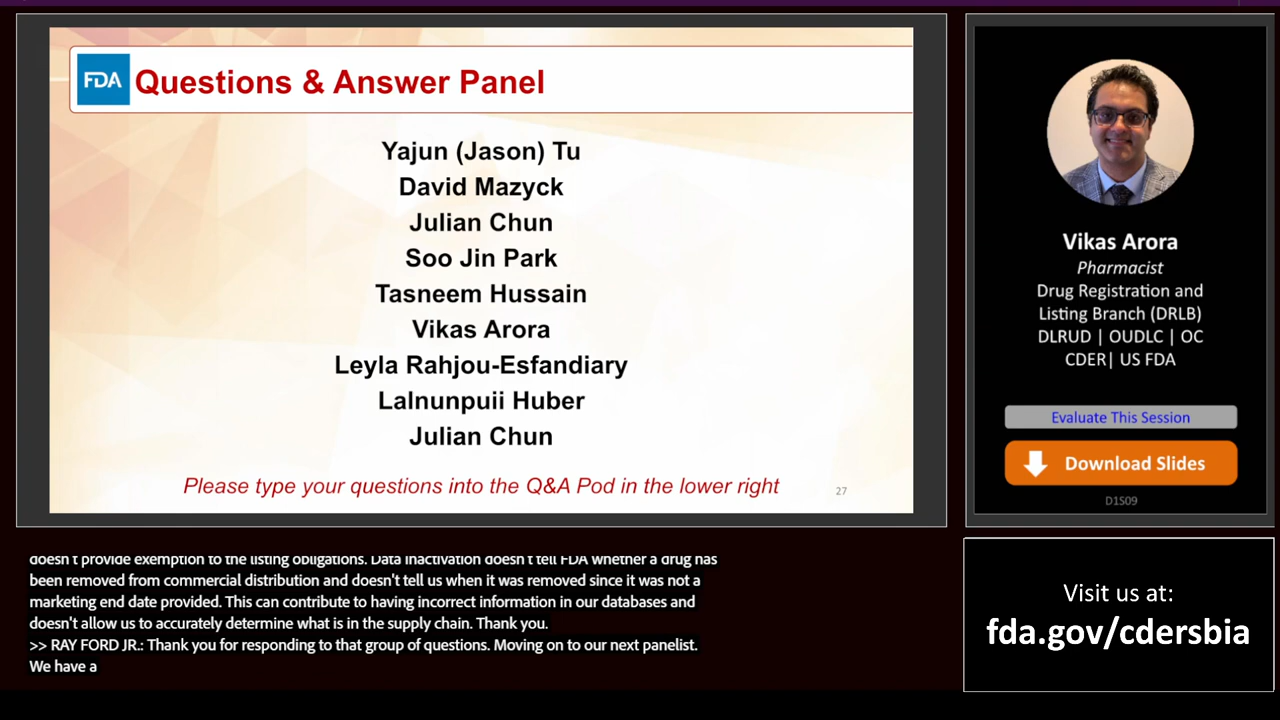 FDA Questions & Answer Panel
Yajun (Jason) Tu
David Mazyck
Julian Chun
Soo Jin Park
Tasneem Hussain
Vikas Arora
Leyla Rahjou-Esfandiary
Lalnunpuii Huber
Julian Chun
Please type your questions into the Q&A Pod in the lower right
27
Vikas Arora
Pharmacist
Drug Registration and
Listing Branch (DRLB)
DLRUD | OUDLC | OC
CDER| US FDA
Evaluate This Session
Download Slides
D1S09
doesn't provide exemption to the listing obligations. Data inactivation doesn't tell FDA whether a drug has
been removed from commercial distribution and doesn't tell us when it was removed since it was not a
marketing end date provided. This can contribute to having incorrect information in our databases and
doesn't allow us to accurately determine what is in the supply chain. Thank you.
>> RAY FORD JR.: Thank you for responding to that group of questions. Moving on to our next panelist.
We have a
Visit us at:
fda.gov/cdersbia